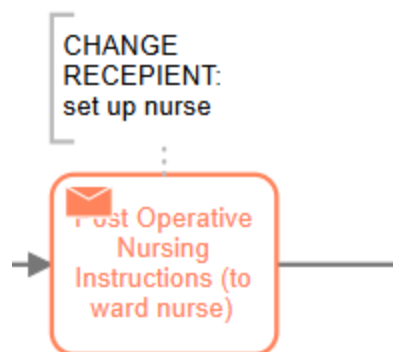 CHANGE
RECEPIENT:
set up nurse
Post Operative
Nursing
Instructions (to
ward nurse)